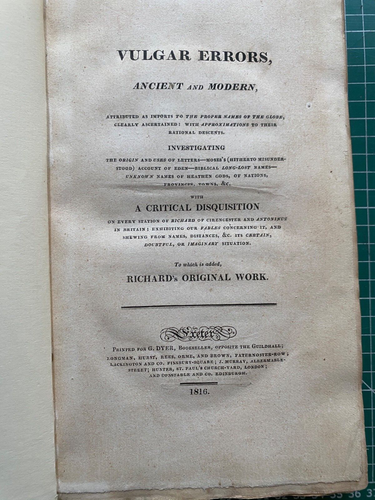 VULGAR ERRORS,
ANCIENT AND MODERN,
ATTRIBUTED AS IMPORTS TO THE PROPER NAMES OF THE GLOBE,
CLEARLY ASCERTAINED: WITH APPROXIMATIONS TO THEIR
RATIONAL DESCENTS.
INVESTIGATING
THE ORIGIN AND USES OF LETTERS—MOSES'S (HITHERTO MISUNDER-
STOOD) ACCOUNT OF EDEN—BIBLICAL LONG-LOST NAMES—
UNKNOWN NAMES OF HEATHEN GODS, OF NATIONS,
PROVINCES, TOWNS, &c.
WITH
A CRITICAL DISQUISITION
ON EVERY STATION OF RICHARD OF CIRENCESTER AND ANTONINUS
IN BRITAIN; EXHIBITING OUR FABLES CONCERNING IT, AND
SHEWING FROM NAMES, DISTANCES, &c. ITS CERTAIN,
DOUBTFUL, OR IMAGINARY SITUATION.
To which is added,
RICHARD'S ORIGINAL WORK.
Exeter
PRINTED FOR G. DYER, BOOKSELLER, OPPOSITE THE GUILDHALL;
LONGMAN, HURST, REES, ORME, AND BROWN, PATERNOSTER-ROW;
LACKINGTON AND CO. FINSBURY-SQUARE; J. MURRAY, ALBERMARLE-
STREET; HUNTER, ST. PAUL'S CHURCH-YARD, LONDON;
AND CONSTABLE AND CO. EDINBURGH.
1816.
35 36 37